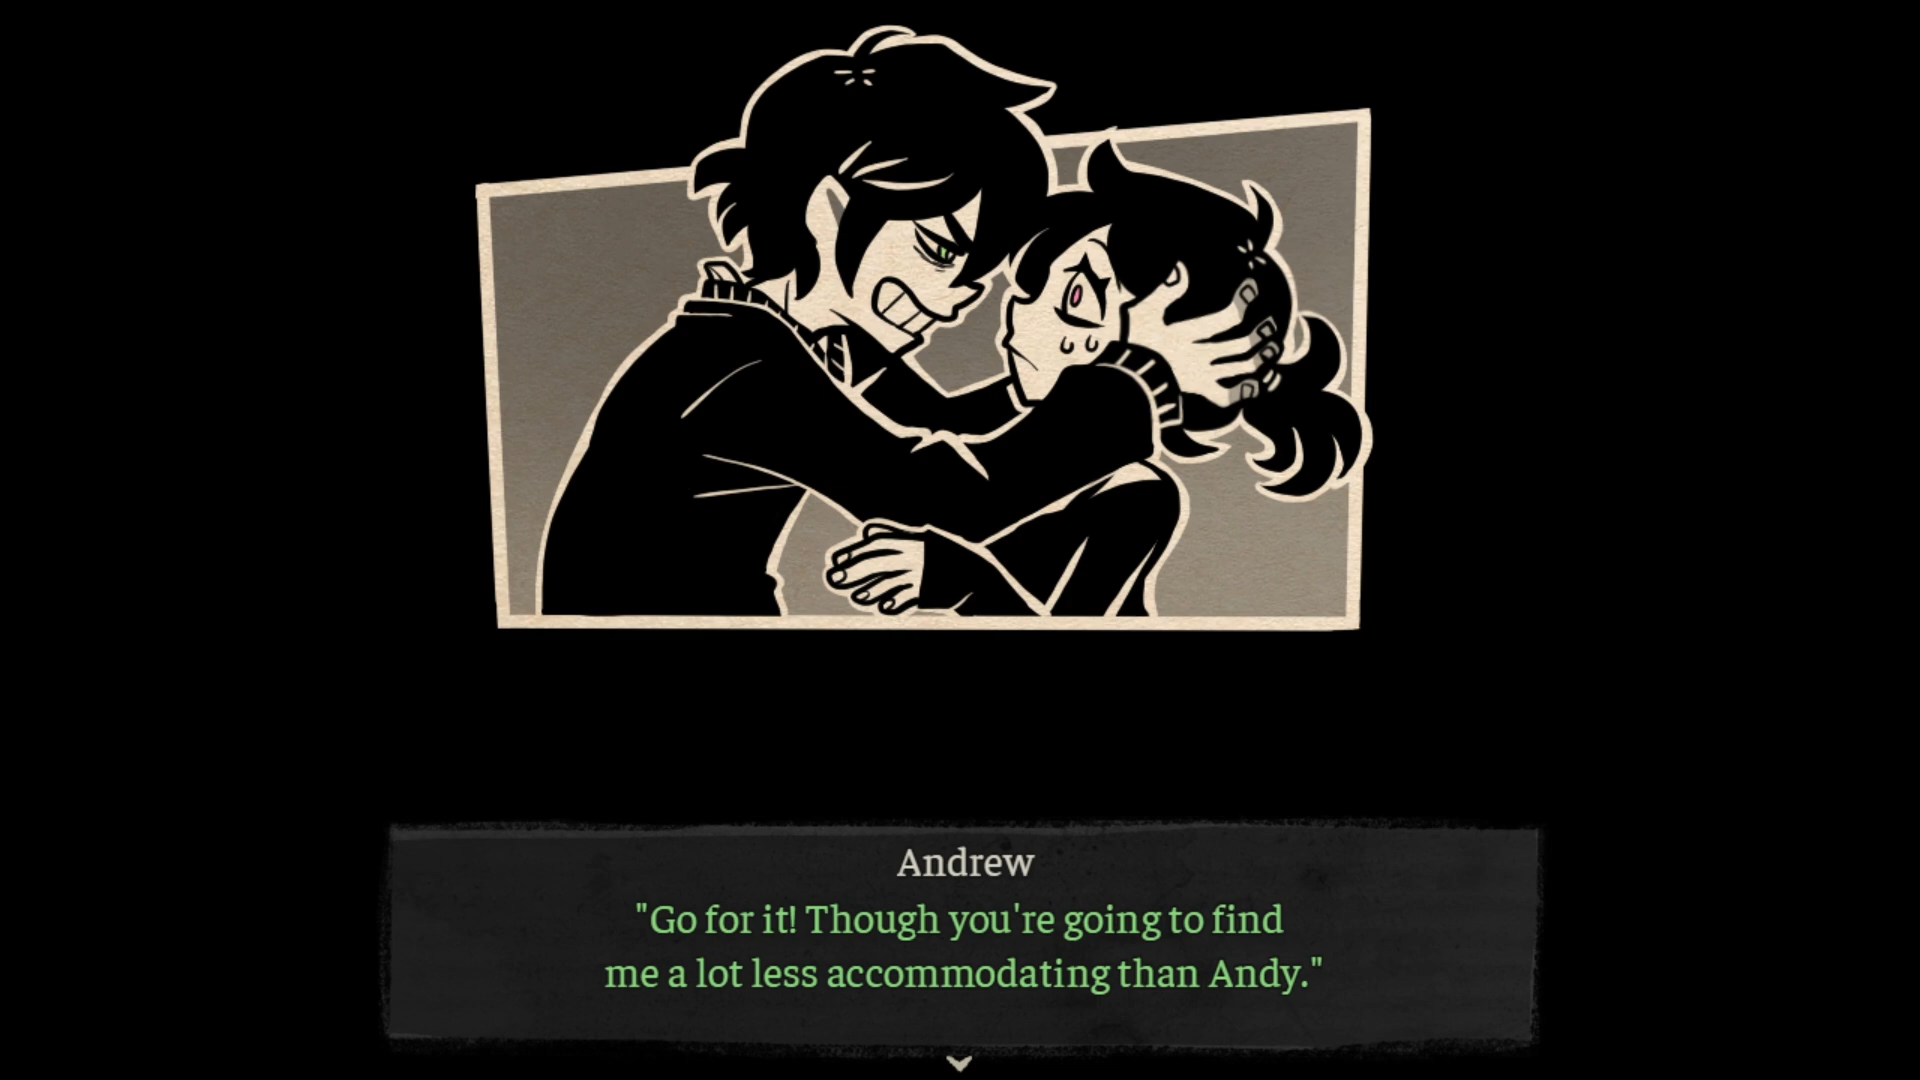 Andrew
"Go for it! Though you're going to find
me a lot less accommodating than Andy."